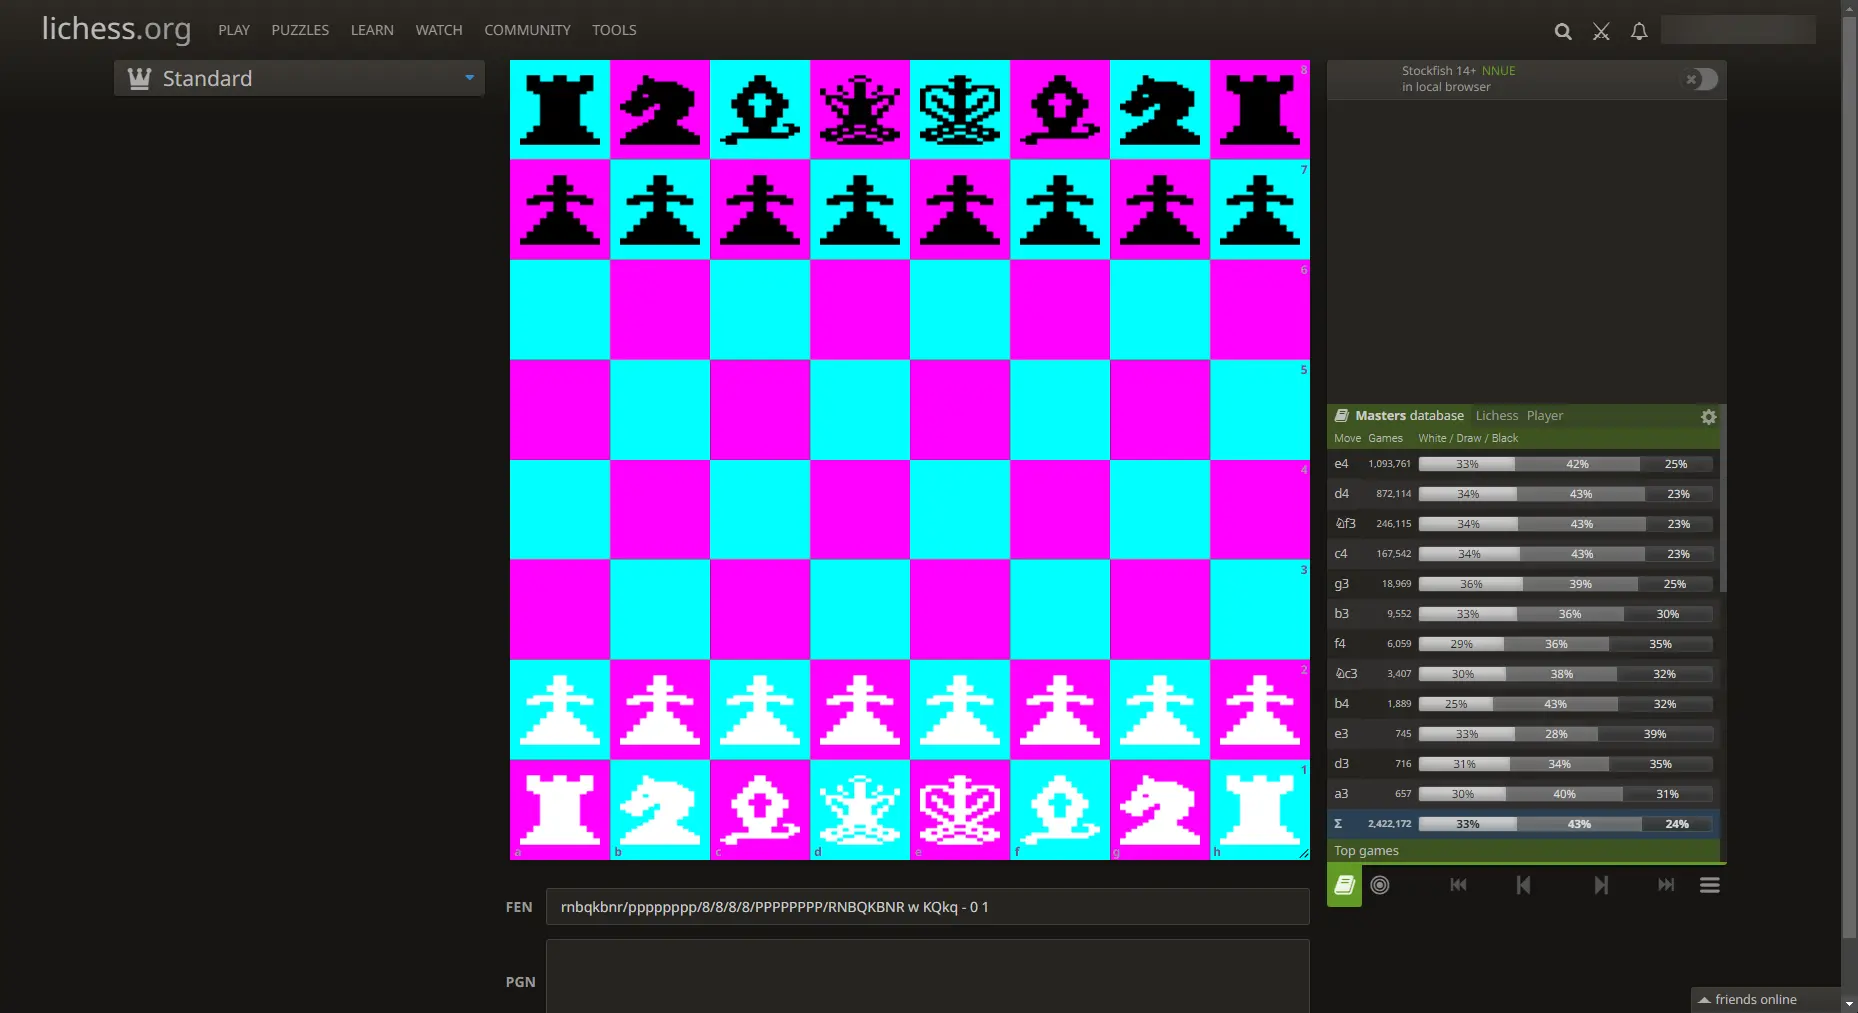 lichess.org PLAY PUZZLES LEARN WATCH COMMUNITY TOOLS
Standard
8
7
6
5
4
3
2
1
a b c d e f g h
FEN rnbqkbnr/pppppppp/8/8/8/8/PPPPPPPP/RNBQKBNR w KQkq - 0 1
PGN
Stockfish 14+ NNUE
in local browser
Masters database Lichess Player
Move Games White / Draw / Black
e4 1,093,761 33% 42% 25%
d4 872,114 34% 43% 23%
♘f3 246,115 34% 43% 23%
c4 167,542 34% 43% 23%
g3 18,969 36% 39% 25%
b3 9,552 33% 36% 30%
f4 6,059 29% 36% 35%
♘c3 3,407 30% 38% 32%
b4 1,889 25% 43% 32%
e3 745 33% 28% 39%
d3 716 31% 34% 35%
a3 657 30% 40% 31%
Σ 2,422,172 33% 43% 24%
Top games
friends online